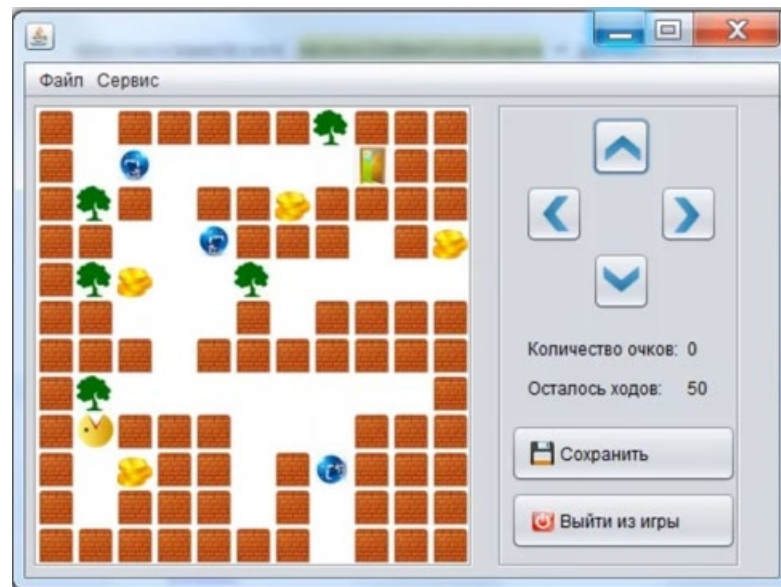 Файл Сервис
Количество очков: 0
Осталось ходов: 50
Сохранить
Выйти из игры